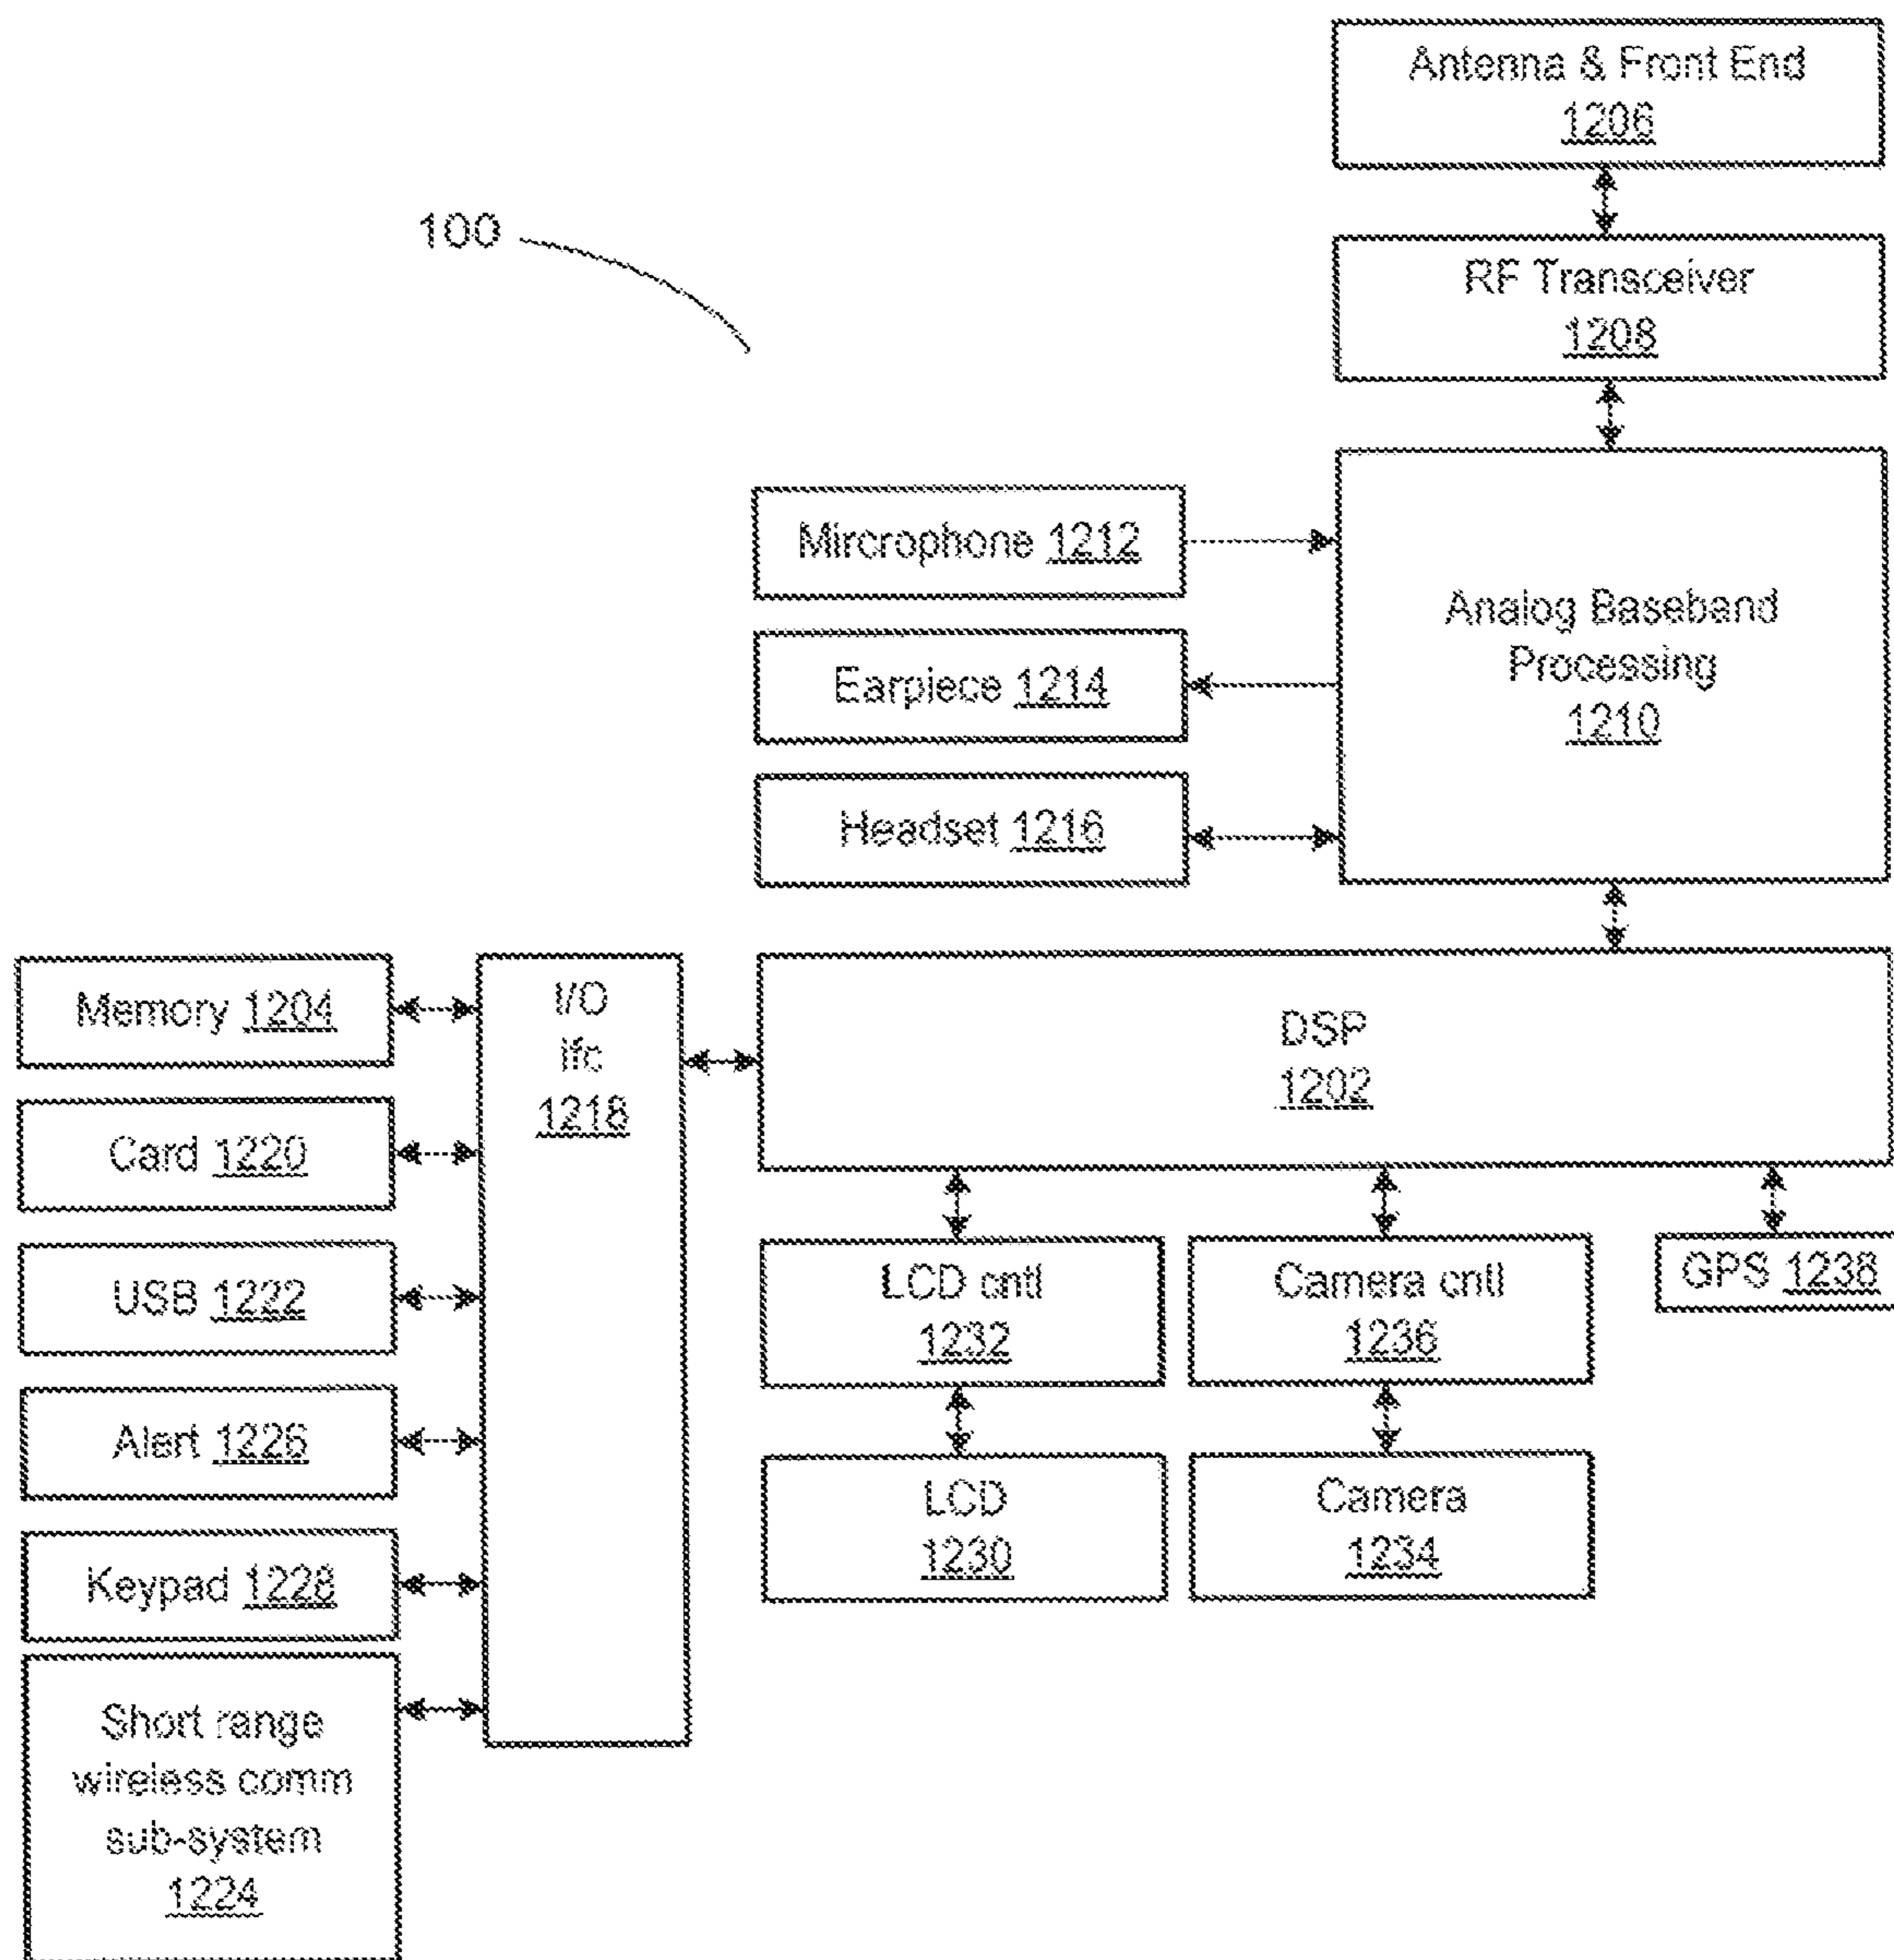 Antenna & Front End
1206
100
RF Transceiver
1208
Mircrophone 1212
Analog Baseband
Processing
1210
Earpiece 1214
Headset 1216
Memory 1204
I/O
Ifc
1218
DSP
1202
Card 1220
USB 1222
LCD cntl
1232
Camera cntl
1236
GPS 1238
Alert 1226
LCD
1230
Camera
1234
Keypad 1228
Short range
wireless comm
sub-system
1224